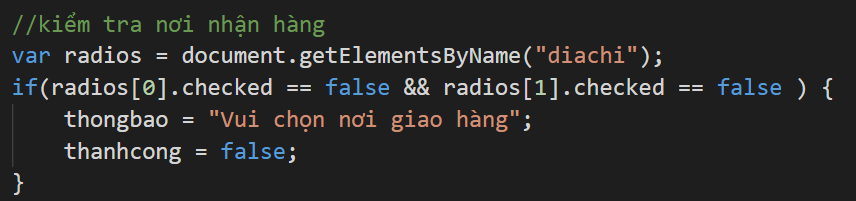 //kiểm tra nơi nhận hàng
var radios = document.getElementsByName("diachi");
if(radios[0].checked == false && radios[1].checked == false ) {
    thongbao = "Vui chọn nơi giao hàng";
    thanhcong = false;
}